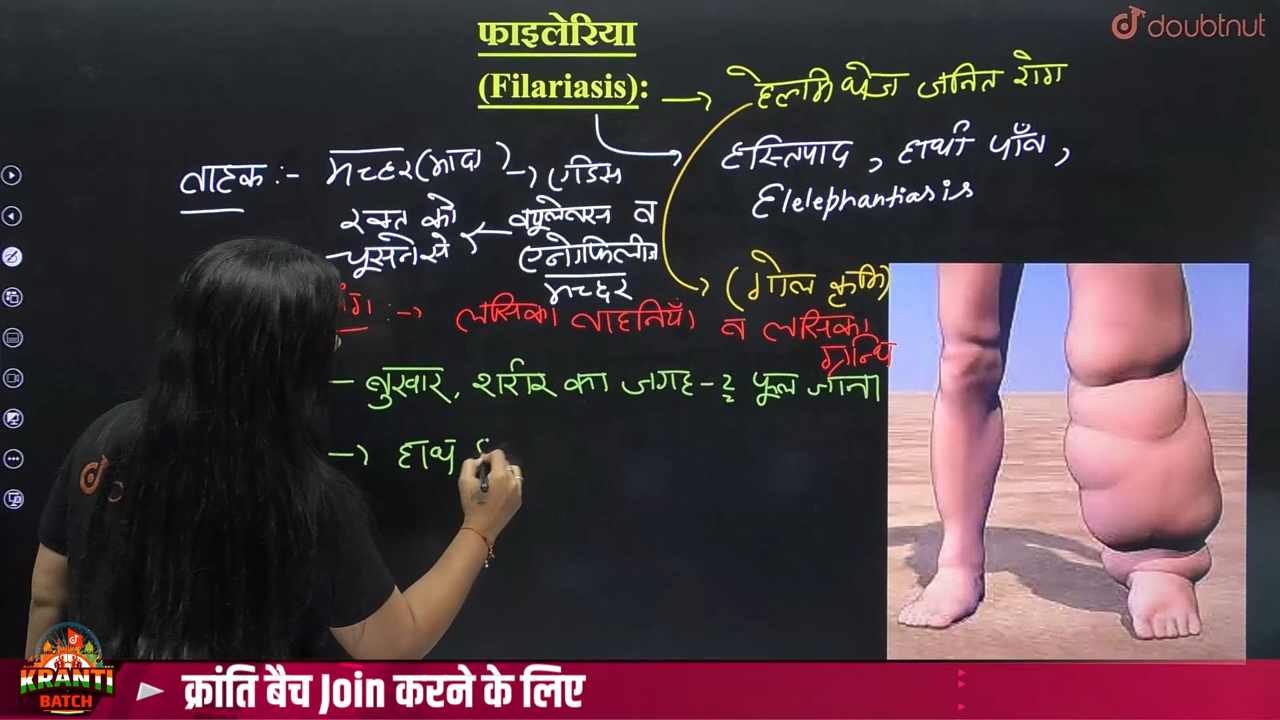 फाइलेरिया
(Filariasis): → हेलमिंथीज जनित रोग
doubtnut
हस्तिपाद, हाथी पाँव,
Elelephantiasis
वाहक :- मच्छर (मादा) → एडिस
क्यूलेक्स व
एनोफिलीज
मच्छर
रक्त को
चूसने से
(गोल कृमि)
अंग :→ लसिका वाहिनियाँ व लसिका
ग्रन्थि
- बुखार, शरीर का जगह-२ फूल जाना
→ हाथ
KRANTI
BATCH
क्रांति बैच Join करने के लिए